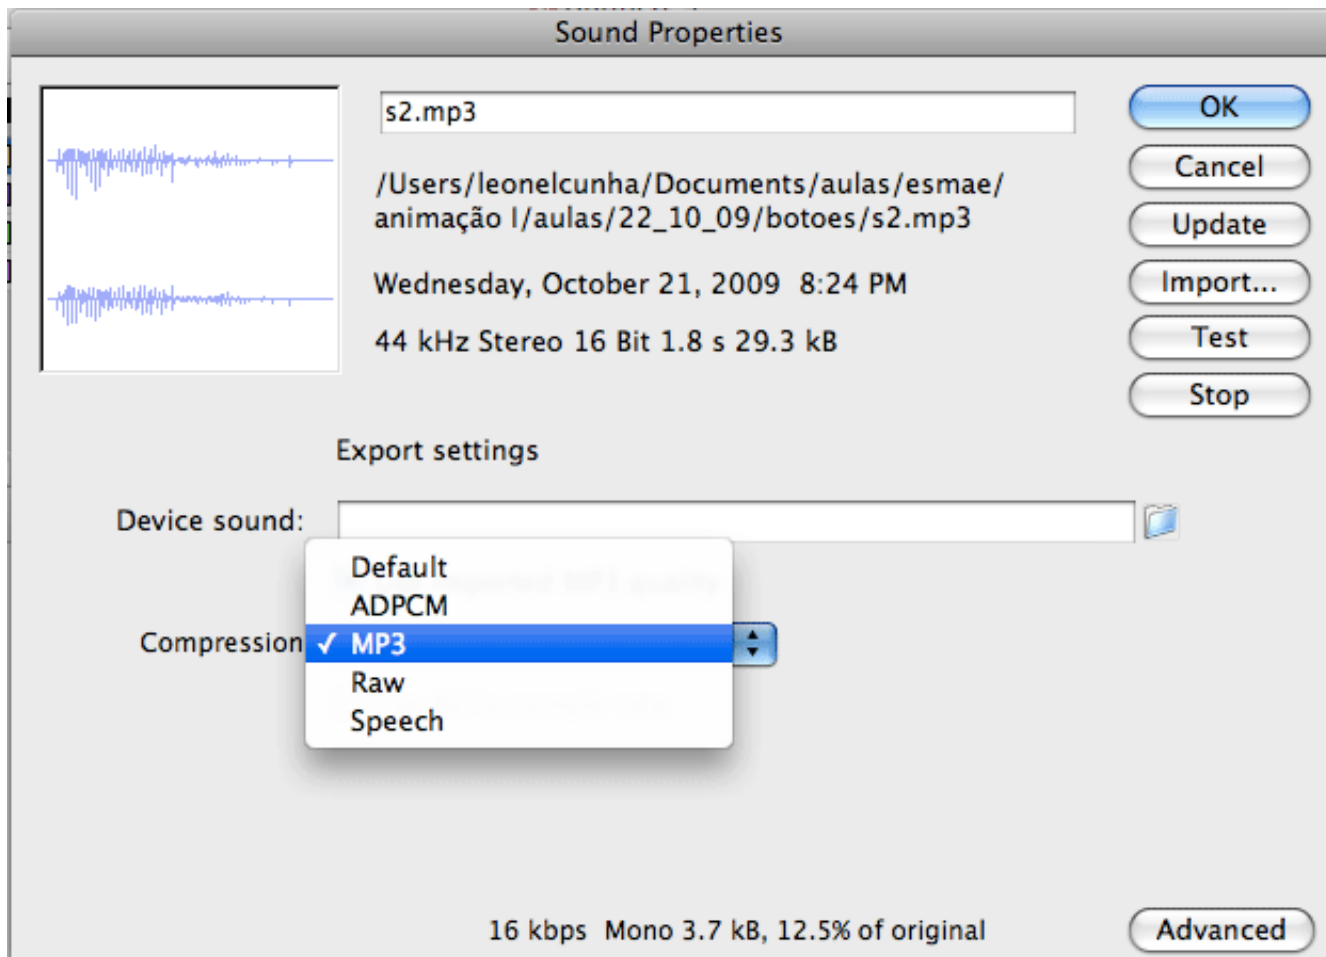 Sound Properties
s2.mp3
/Users/leonelcunha/Documents/aulas/esmae/
animação I/aulas/22_10_09/botoes/s2.mp3
Wednesday, October 21, 2009 8:24 PM
44 kHz Stereo 16 Bit 1.8 s 29.3 kB
OK
Cancel
Update
Import...
Test
Stop
Export settings
Device sound:
Default
ADPCM
Compression ✓ MP3
Raw
Speech
16 kbps Mono 3.7 kB, 12.5% of original
Advanced